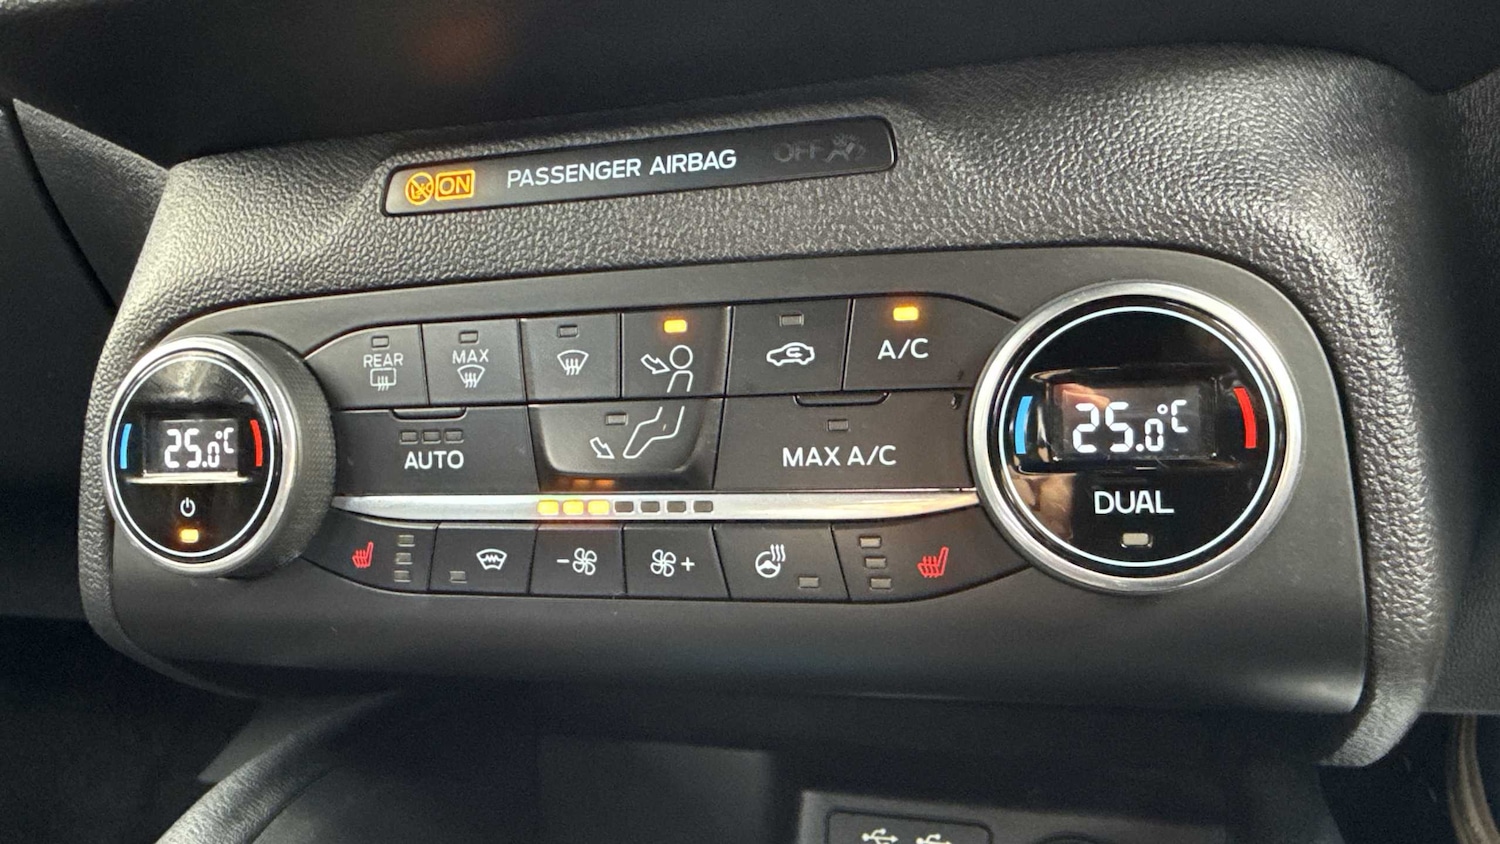 ON PASSENGER AIRBAG OFF
REAR
MAX
A/C
25.0°C
AUTO
MAX A/C
25.0°C
DUAL
- +